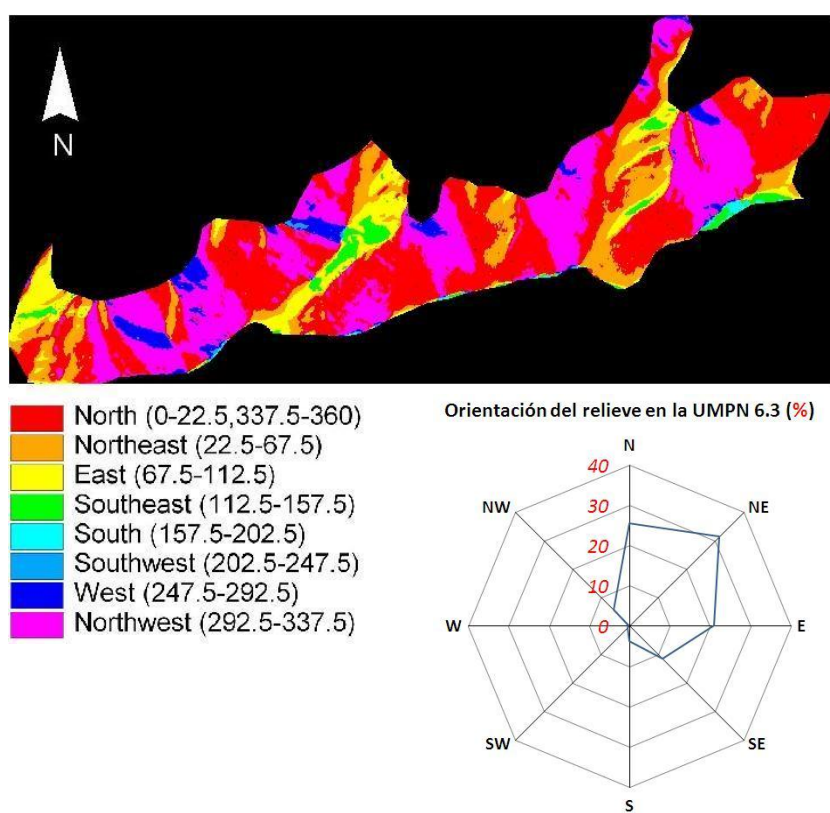 N
North (0-22.5,337.5-360)
Northeast (22.5-67.5)
East (67.5-112.5)
Southeast (112.5-157.5)
South (157.5-202.5)
Southwest (202.5-247.5)
West (247.5-292.5)
Northwest (292.5-337.5)
Orientación del relieve en la UMPN 6.3 (%)
N
40
NW
30
NE
20
10
W
0
E
SW
SE
S